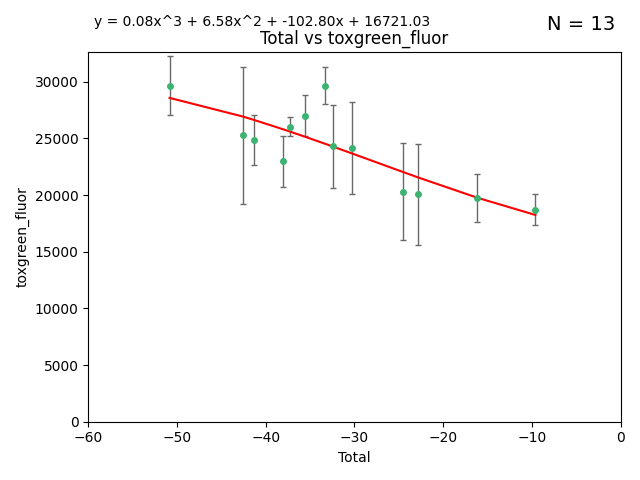 y = 0.08x^3 + 6.58x^2 + -102.80x + 16721.03
N = 13
Total vs toxgreen_fluor
30000
25000
20000
15000
10000
5000
0
toxgreen_fluor
−60
−50
−40
−30
−20
−10
0
Total